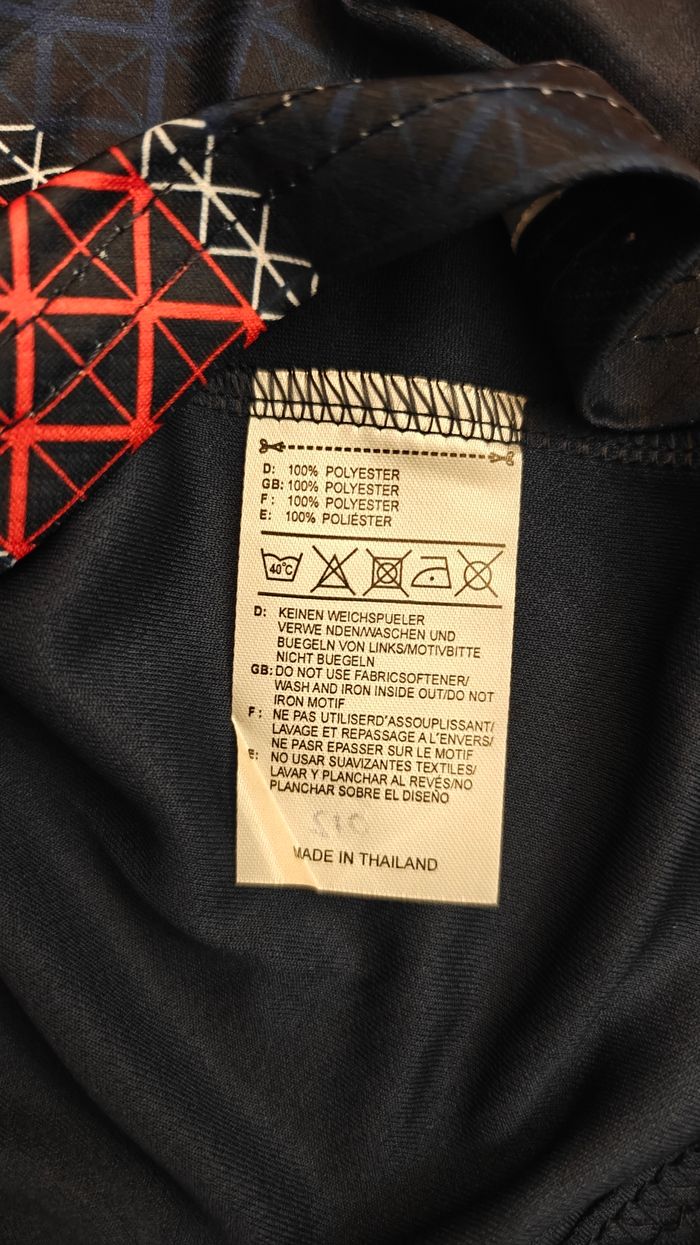 D: 100% POLYESTER
GB: 100% POLYESTER
F: 100% POLYESTER
E: 100% POLIÉSTER
40°C
D: KEINEN WEICHSPUELER
VERWE NDEN/WASCHEN UND
BUEGELN VON LINKS/MOTIVBITTE
NICHT BUEGELN
GB: DO NOT USE FABRICSOFTENER/
WASH AND IRON INSIDE OUT/DO NOT
IRON MOTIF
F: NE PAS UTILISERD'ASSOUPLISSANT/
LAVAGE ET REPASSAGE A L'ENVERS/
NE PASR EPASSER SUR LE MOTIF
E: NO USAR SUAVIZANTES TEXTILES/
LAVAR Y PLANCHAR AL REVÉS/NO
PLANCHAR SOBRE EL DISEÑO
MADE IN THAILAND